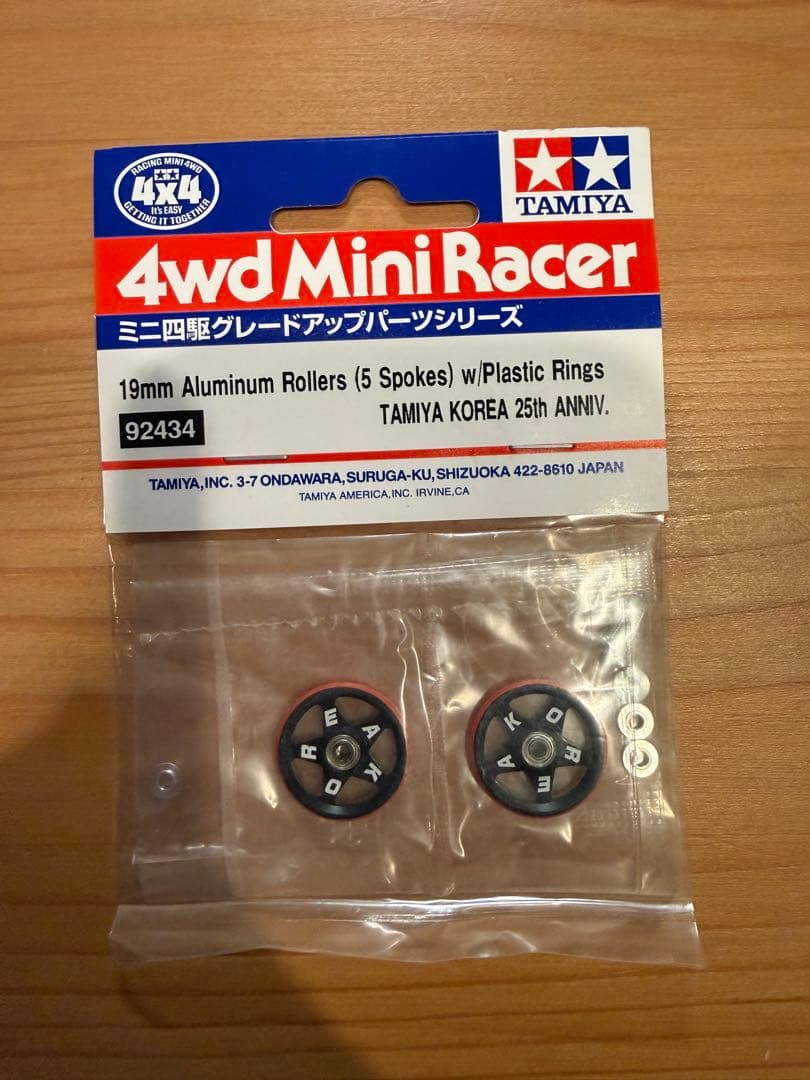 RACING MINI 4WD
4x4
It's EASY
GETTING IT TOGETHER
TAMIYA
4wd Mini Racer
ミニ四駆グレードアップパーツシリーズ
19mm Aluminum Rollers (5 Spokes) w/Plastic Rings
92434
TAMIYA KOREA 25th ANNIV.
TAMIYA,INC. 3-7 ONDAWARA,SURUGA-KU,SHIZUOKA 422-8610 JAPAN
TAMIYA AMERICA,INC. IRVINE,CA
KOREA
KOREA